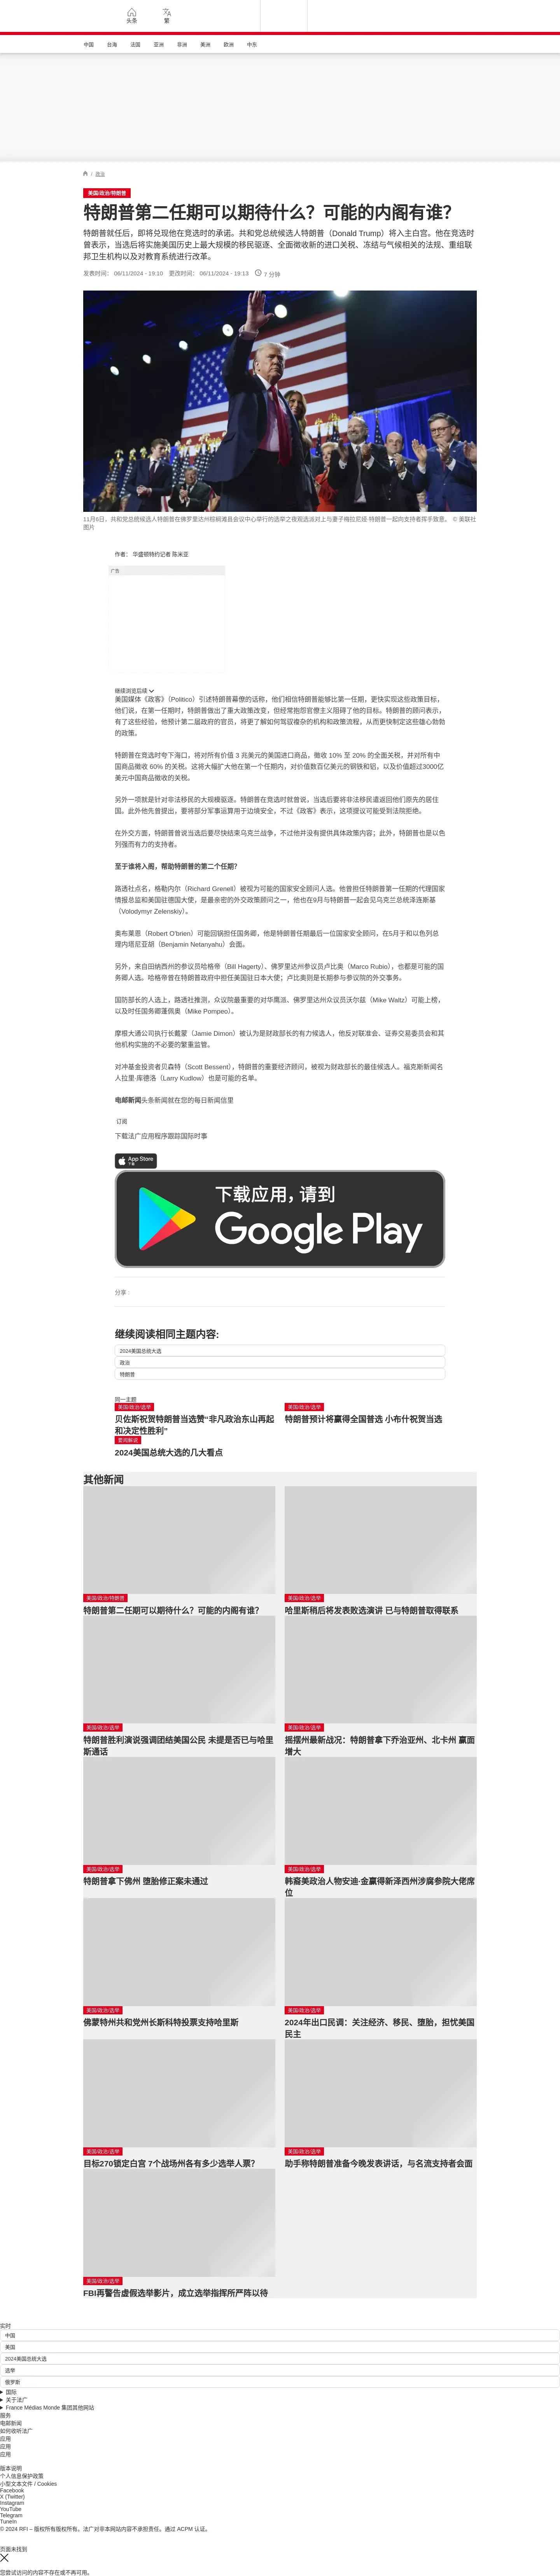 头条
繁
中国
台海
法国
亚洲
非洲
美洲
欧洲
中东
/ 政治
美国/政治/特朗普
特朗普第二任期可以期待什么？可能的内阁有谁？
特朗普就任后，即将兑现他在竞选时的承诺。共和党总统候选人特朗普（Donald Trump）将入主白宫。他在竞选时
曾表示，当选后将实施美国历史上最大规模的移民驱逐、全面徵收新的进口关税、冻结与气候相关的法规、重组联
邦卫生机构以及对教育系统进行改革。
发表时间： 06/11/2024 - 19:10 更改时间： 06/11/2024 - 19:13 7 分钟
11月6日，共和党总统候选人特朗普在佛罗里达州棕榈滩县会议中心举行的选举之夜观选派对上与妻子梅拉尼娅·特朗普一起向支持者挥手致意。 © 美联社
图片
作者： 华盛顿特约记者 陈米亚
广告
继续浏览后续
美国媒体《政客》（Politico）引述特朗普幕僚的话称，他们相信特朗普能够比第一任期，更快实现这些政策目标，
他们说，在第一任期时，特朗普做出了重大政策改变，但经常抱怨官僚主义阻碍了他的目标。特朗普的顾问表示，
有了这些经验，他预计第二届政府的官员，将更了解如何驾驭複杂的机构和政策流程，从而更快制定这些雄心勃勃
的政策。
特朗普在竞选时夸下海口，将对所有价值 3 兆美元的美国进口商品，徵收 10% 至 20% 的全面关税，并对所有中
国商品徵收 60% 的关税。这将大幅扩大他在第一个任期内，对价值数百亿美元的钢铁和铝，以及价值超过3000亿
美元中国商品徵收的关税。
另外一项就是针对非法移民的大规模驱逐。特朗普在竞选时就曾说，当选后要将非法移民遣返回他们原先的居住
国。此外他先曾提出，要将部分军事运算用于边境安全，不过《政客》表示，这项提议可能受到法院拒绝。
在外交方面，特朗普曾说当选后要尽快结束乌克兰战争，不过他并没有提供具体政策内容；此外，特朗普也是以色
列强而有力的支持者。
至于谁将入阁，帮助特朗普的第二个任期?
路透社点名，格勒内尔（Richard Grenell）被视为可能的国家安全顾问人选。他曾担任特朗普第一任期的代理国家
情报总监和美国驻德国大使，是最亲密的外交政策顾问之一，他也在9月与特朗普一起会见乌克兰总统泽连斯基
（Volodymyr Zelenskiy）。
奥布莱恩（Robert O'brien）可能回锅担任国务卿，他是特朗普任期最后一位国家安全顾问，在5月于和以色列总
理内塔尼亚胡（Benjamin Netanyahu）会面。
另外，来自田纳西州的参议员哈格帝（Bill Hagerty）、佛罗里达州参议员卢比奥（Marco Rubio），也都是可能的国
务卿人选。哈格帝曾在特朗普政府中担任美国驻日本大使；卢比奥则是长期参与参议院的外交事务。
国防部长的人选上，路透社推测，众议院最重要的对华鹰派、佛罗里达州众议员沃尔兹（Mike Waltz）可能上榜，
以及时任国务卿蓬佩奥（Mike Pompeo）。
摩根大通公司执行长戴蒙（Jamie Dimon）被认为是财政部长的有力候选人，他反对联准会、证券交易委员会和其
他机构实施的不必要的繁重监管。
对冲基金投资者贝森特（Scott Bessent），特朗普的重要经济顾问，被视为财政部长的最佳候选人。福克斯新闻名
人拉里·库德洛（Larry Kudlow）也是可能的名单。
电邮新闻头条新闻就在您的每日新闻信里
订阅
下载法广应用程序跟踪国际时事
App Store
下载
下载应用，请到
Google Play
分享 :
继续阅读相同主题内容:
2024美国总统大选
政治
特朗普
同一主题
美国/政治/选举
贝佐斯祝贺特朗普当选赞“非凡政治东山再起
和决定性胜利”
美国/政治/选举
特朗普预计将赢得全国普选 小布什祝贺当选
要闻解说
2024美国总统大选的几大看点
其他新闻
美国/政治/特朗普
特朗普第二任期可以期待什么？可能的内阁有谁？
美国/政治/选举
哈里斯稍后将发表败选演讲 已与特朗普取得联系
美国/政治/选举
特朗普胜利演说强调团结美国公民 未提是否已与哈里
斯通话
美国/政治/选举
摇摆州最新战况：特朗普拿下乔治亚州、北卡州 赢面
增大
美国/政治/选举
特朗普拿下佛州 堕胎修正案未通过
美国/政治/选举
韩裔美政治人物安迪·金赢得新泽西州涉腐参院大佬席
位
美国/政治/选举
佛蒙特州共和党州长斯科特投票支持哈里斯
美国/政治/选举
2024年出口民调：关注经济、移民、堕胎，担忧美国
民主
美国/政治/选举
目标270锁定白宫 7个战场州各有多少选举人票？
美国/政治/选举
助手称特朗普准备今晚发表讲话，与名流支持者会面
美国/政治/选举
FBI再警告虚假选举影片，成立选举指挥所严阵以待
实时
中国
美国
2024美国总统大选
选举
俄罗斯
国际
关于法广
France Médias Monde 集团其他网站
服务
电邮新闻
如何收听法广
应用
应用
应用
版本说明
个人信息保护政策
小型文本文件 / Cookies
Facebook
X (Twitter)
Instagram
YouTube
Telegram
TuneIn
© 2024 RFI – 版权所有版权所有。法广对非本网站内容不承担责任。通过 ACPM 认证。
页面未找到
您尝试访问的内容不存在或不再可用。